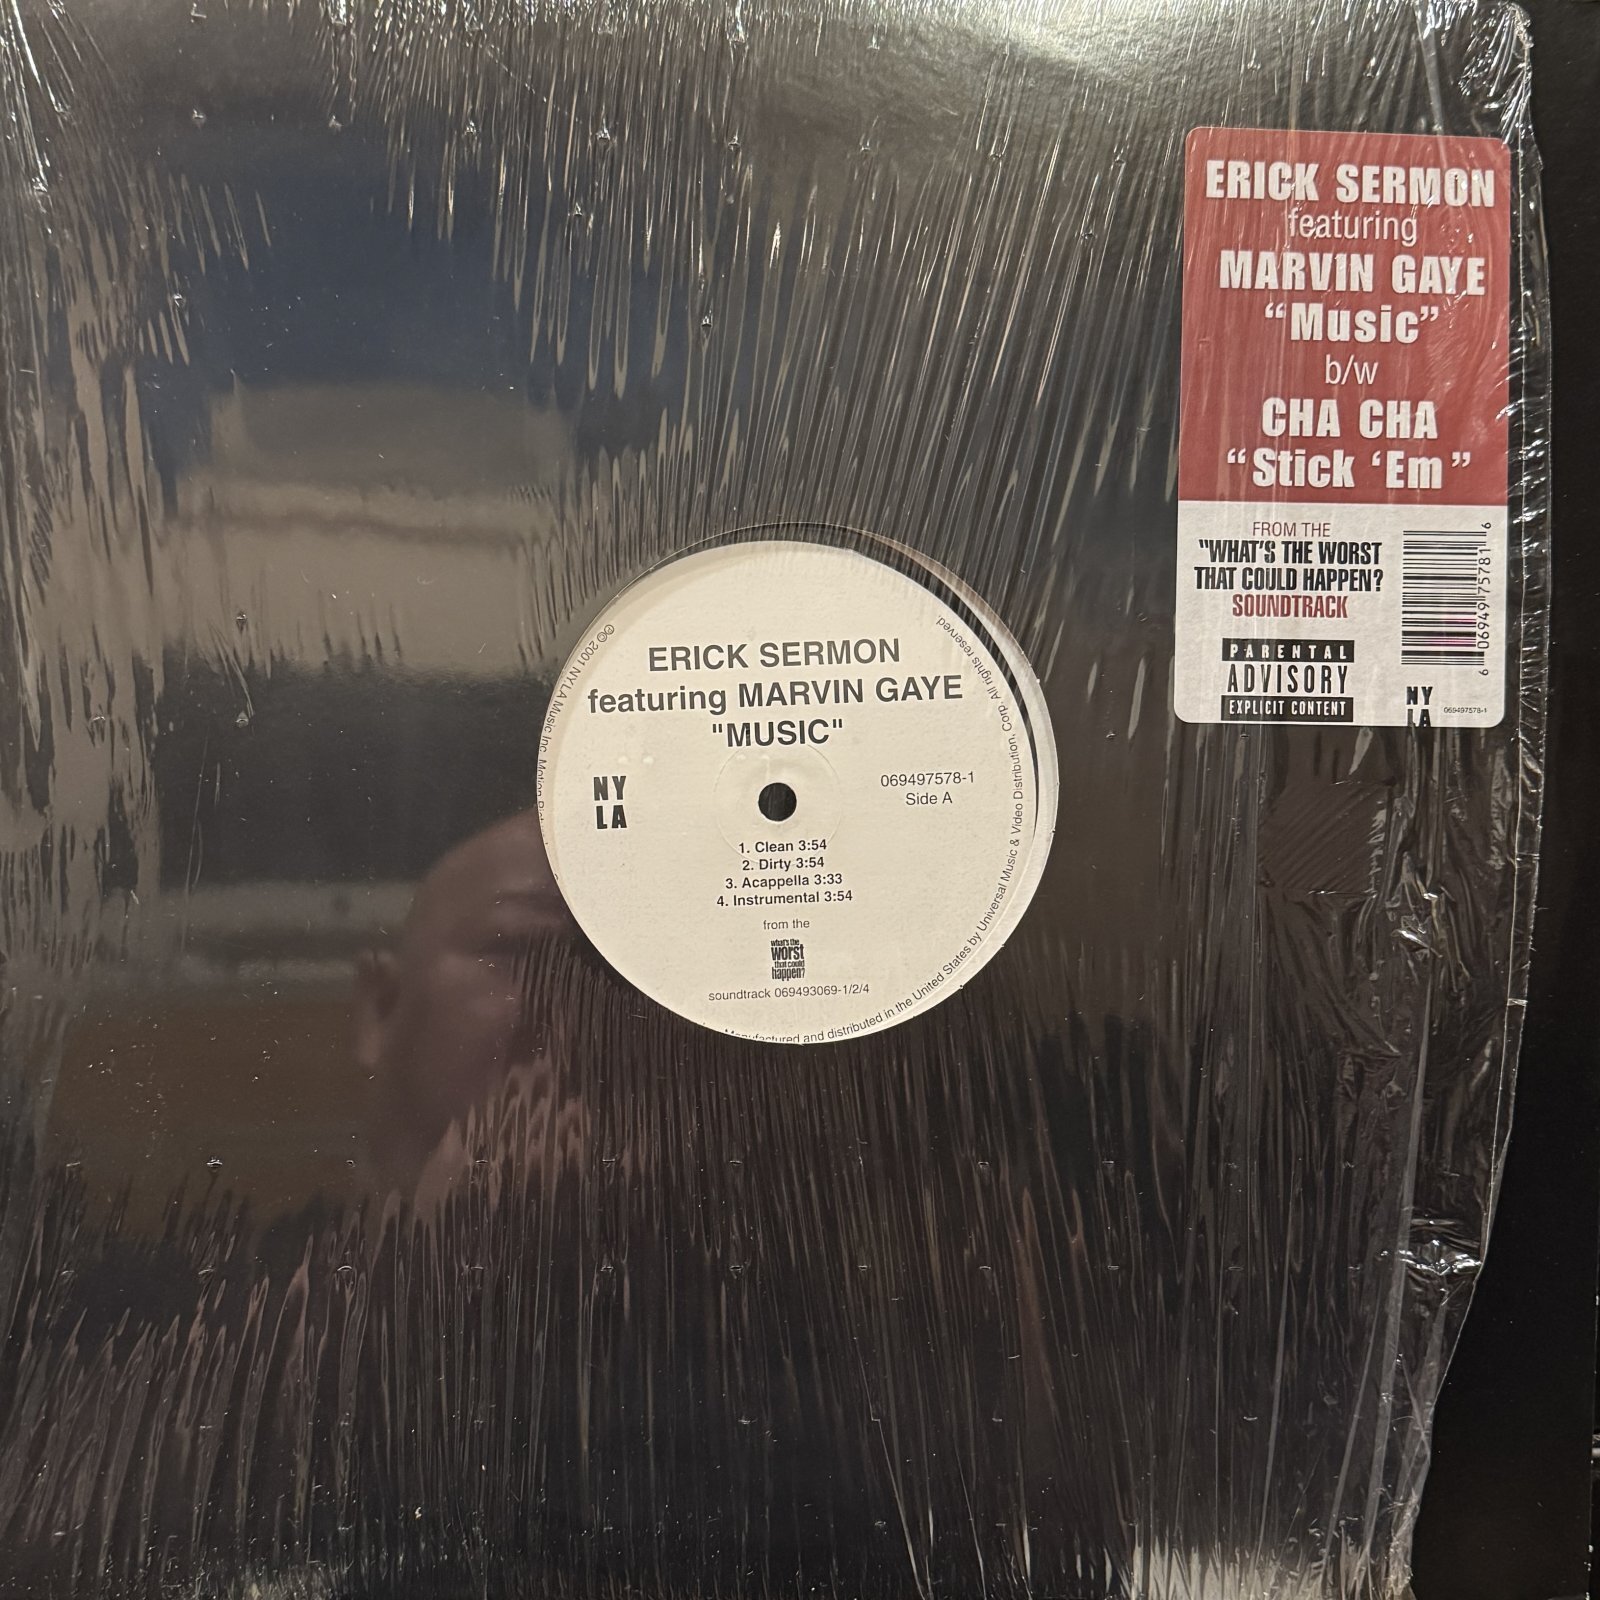 ERICK SERMON
featuring
MARVIN GAYE
“Music”
b/w
CHA CHA
“Stick ‘Em”
FROM THE
"WHAT'S THE WORST
THAT COULD HAPPEN?
SOUNDTRACK
PARENTAL
ADVISORY
EXPLICIT CONTENT
6 06949 75781 6
NY
LA
069497578-1
ERICK SERMON
featuring MARVIN GAYE
"MUSIC"
NY
LA
069497578-1
Side A
1. Clean 3:54
2. Dirty 3:54
3. Acappella 3:33
4. Instrumental 3:54
from the
what's the
worst
that could
happen?
soundtrack 069493069-1/2/4
℗© 2001 NYLA Music Inc. Motion
Manufactured and distributed in the United States by Universal Music & Video Distribution, Corp. All rights reserved.